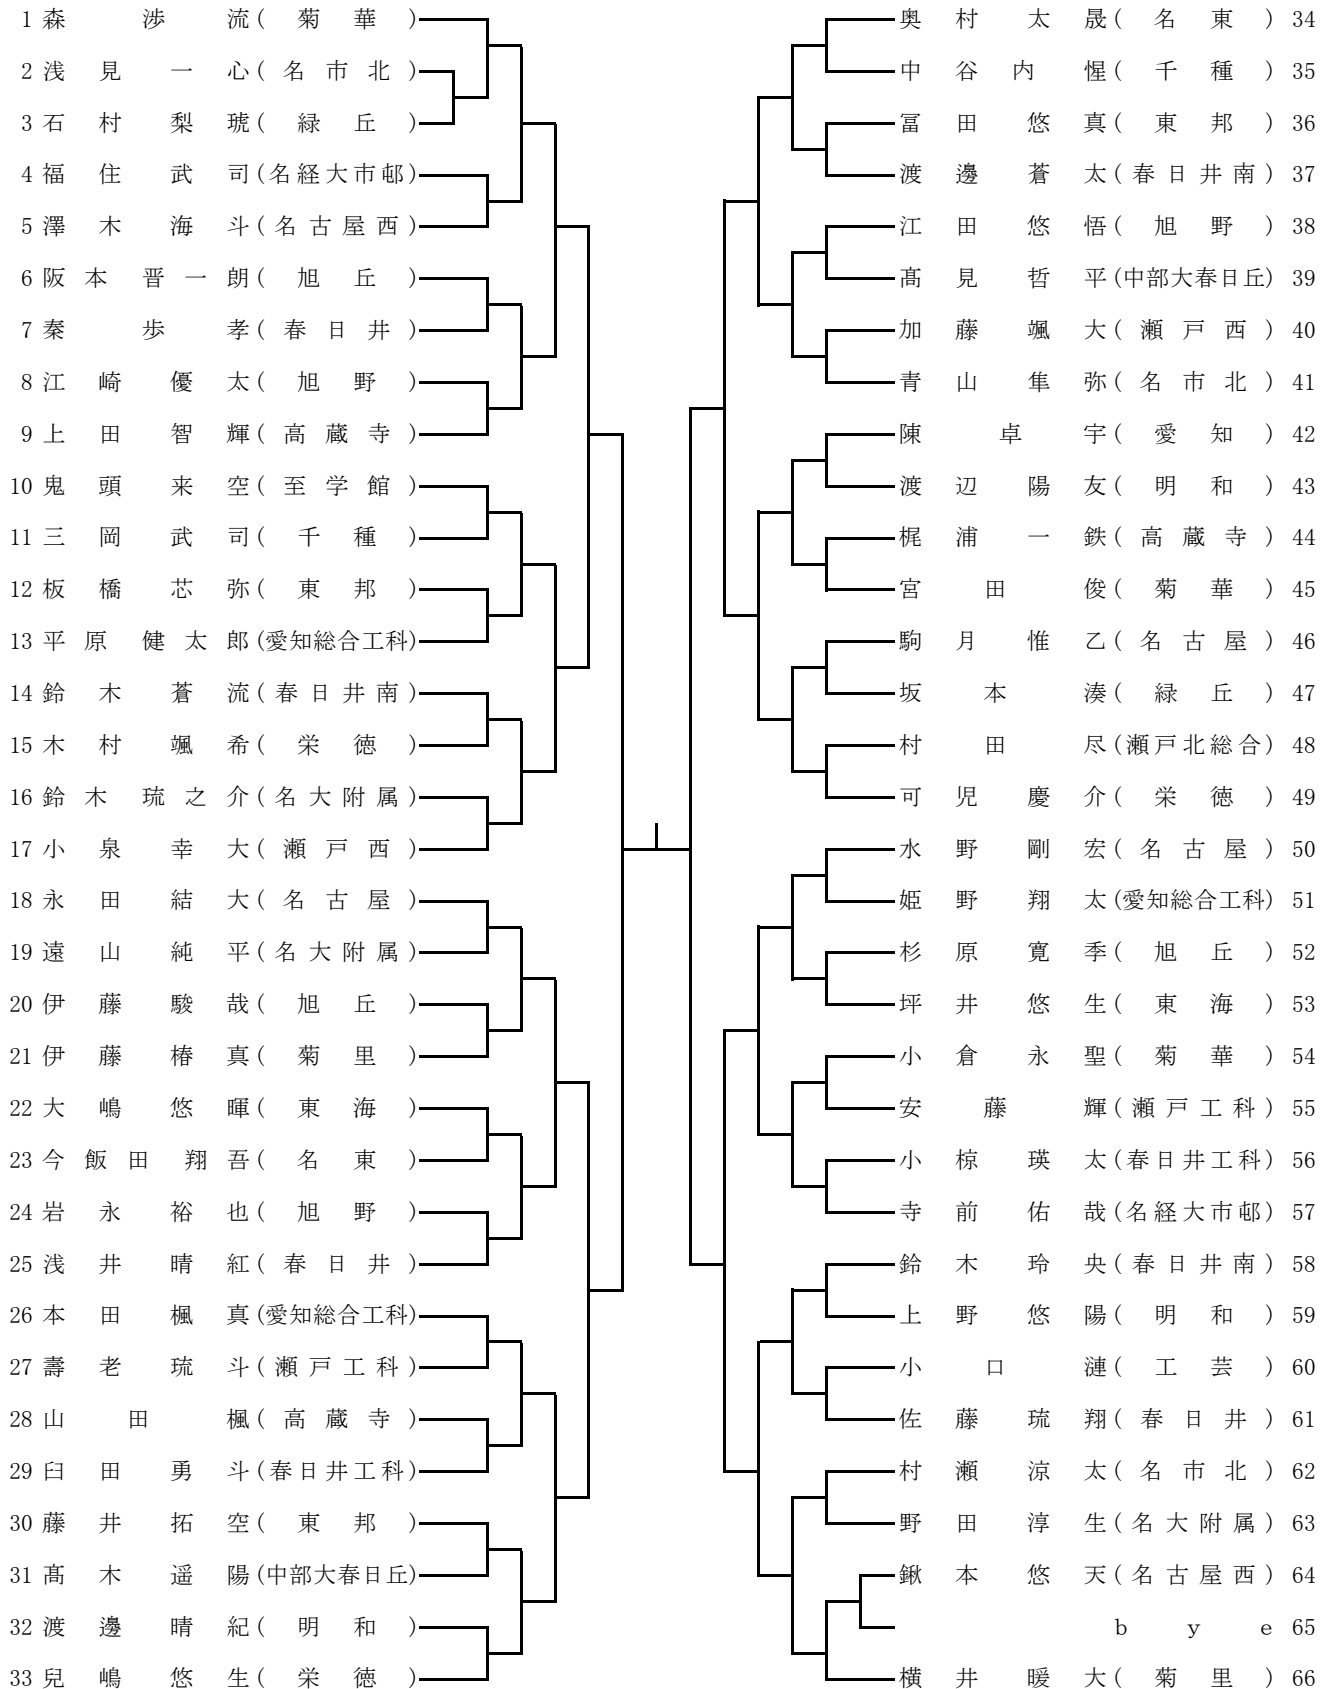 1 森 渉 流 ( 菊 華 )
2 浅 見 一 心 ( 名 市 北 )
3 石 村 梨 琥 ( 緑 丘 )
4 福 住 武 司 (名経大市邨)
5 澤 木 海 斗 ( 名 古 屋 西 )
6 阪 本 晋 一 朗 ( 旭 丘 )
7 秦 歩 孝 ( 春 日 井 )
8 江 崎 優 太 ( 旭 野 )
9 上 田 智 輝 ( 高 蔵 寺 )
10 鬼 頭 来 空 ( 至 学 館 )
11 三 岡 武 司 ( 千 種 )
12 板 橋 芯 弥 ( 東 邦 )
13 平 原 健 太 郎 (愛知総合工科)
14 鈴 木 蒼 流 ( 春 日 井 南 )
15 木 村 颯 希 ( 栄 徳 )
16 鈴 木 琉 之 介 ( 名 大 附 属 )
17 小 泉 幸 大 ( 瀬 戸 西 )
18 永 田 結 大 ( 名 古 屋 )
19 遠 山 純 平 ( 名 大 附 属 )
20 伊 藤 駿 哉 ( 旭 丘 )
21 伊 藤 椿 真 ( 菊 里 )
22 大 嶋 悠 暉 ( 東 海 )
23 今 飯 田 翔 吾 ( 名 東 )
24 岩 永 裕 也 ( 旭 野 )
25 浅 井 晴 紅 ( 春 日 井 )
26 本 田 楓 真 (愛知総合工科)
27 壽 老 琉 斗 ( 瀬 戸 工 科 )
28 山 田 楓 ( 高 蔵 寺 )
29 臼 田 勇 斗 (春日井工科)
30 藤 井 拓 空 ( 東 邦 )
31 髙 木 遥 陽 (中部大春日丘)
32 渡 邊 晴 紀 ( 明 和 )
33 兒 嶋 悠 生 ( 栄 徳 )
奥 村 太 晟 ( 名 東 ) 34
中 谷 内 惺 ( 千 種 ) 35
冨 田 悠 真 ( 東 邦 ) 36
渡 邊 蒼 太 ( 春 日 井 南 ) 37
江 田 悠 悟 ( 旭 野 ) 38
髙 見 哲 平 (中部大春日丘) 39
加 藤 颯 大 ( 瀬 戸 西 ) 40
青 山 隼 弥 ( 名 市 北 ) 41
陳 卓 宇 ( 愛 知 ) 42
渡 辺 陽 友 ( 明 和 ) 43
梶 浦 一 鉄 ( 高 蔵 寺 ) 44
宮 田 俊 ( 菊 華 ) 45
駒 月 惟 乙 ( 名 古 屋 ) 46
坂 本 湊 ( 緑 丘 ) 47
村 田 尽 (瀬戸北総合) 48
可 児 慶 介 ( 栄 徳 ) 49
水 野 剛 宏 ( 名 古 屋 ) 50
姫 野 翔 太 (愛知総合工科) 51
杉 原 寛 季 ( 旭 丘 ) 52
坪 井 悠 生 ( 東 海 ) 53
小 倉 永 聖 ( 菊 華 ) 54
安 藤 輝 ( 瀬 戸 工 科 ) 55
小 椋 瑛 太 (春日井工科) 56
寺 前 佑 哉 (名経大市邨) 57
鈴 木 玲 央 ( 春 日 井 南 ) 58
上 野 悠 陽 ( 明 和 ) 59
小 口 漣 ( 工 芸 ) 60
佐 藤 琉 翔 ( 春 日 井 ) 61
村 瀬 涼 太 ( 名 市 北 ) 62
野 田 淳 生 ( 名 大 附 属 ) 63
鍬 本 悠 天 ( 名 古 屋 西 ) 64
b y e 65
横 井 暖 大 ( 菊 里 ) 66